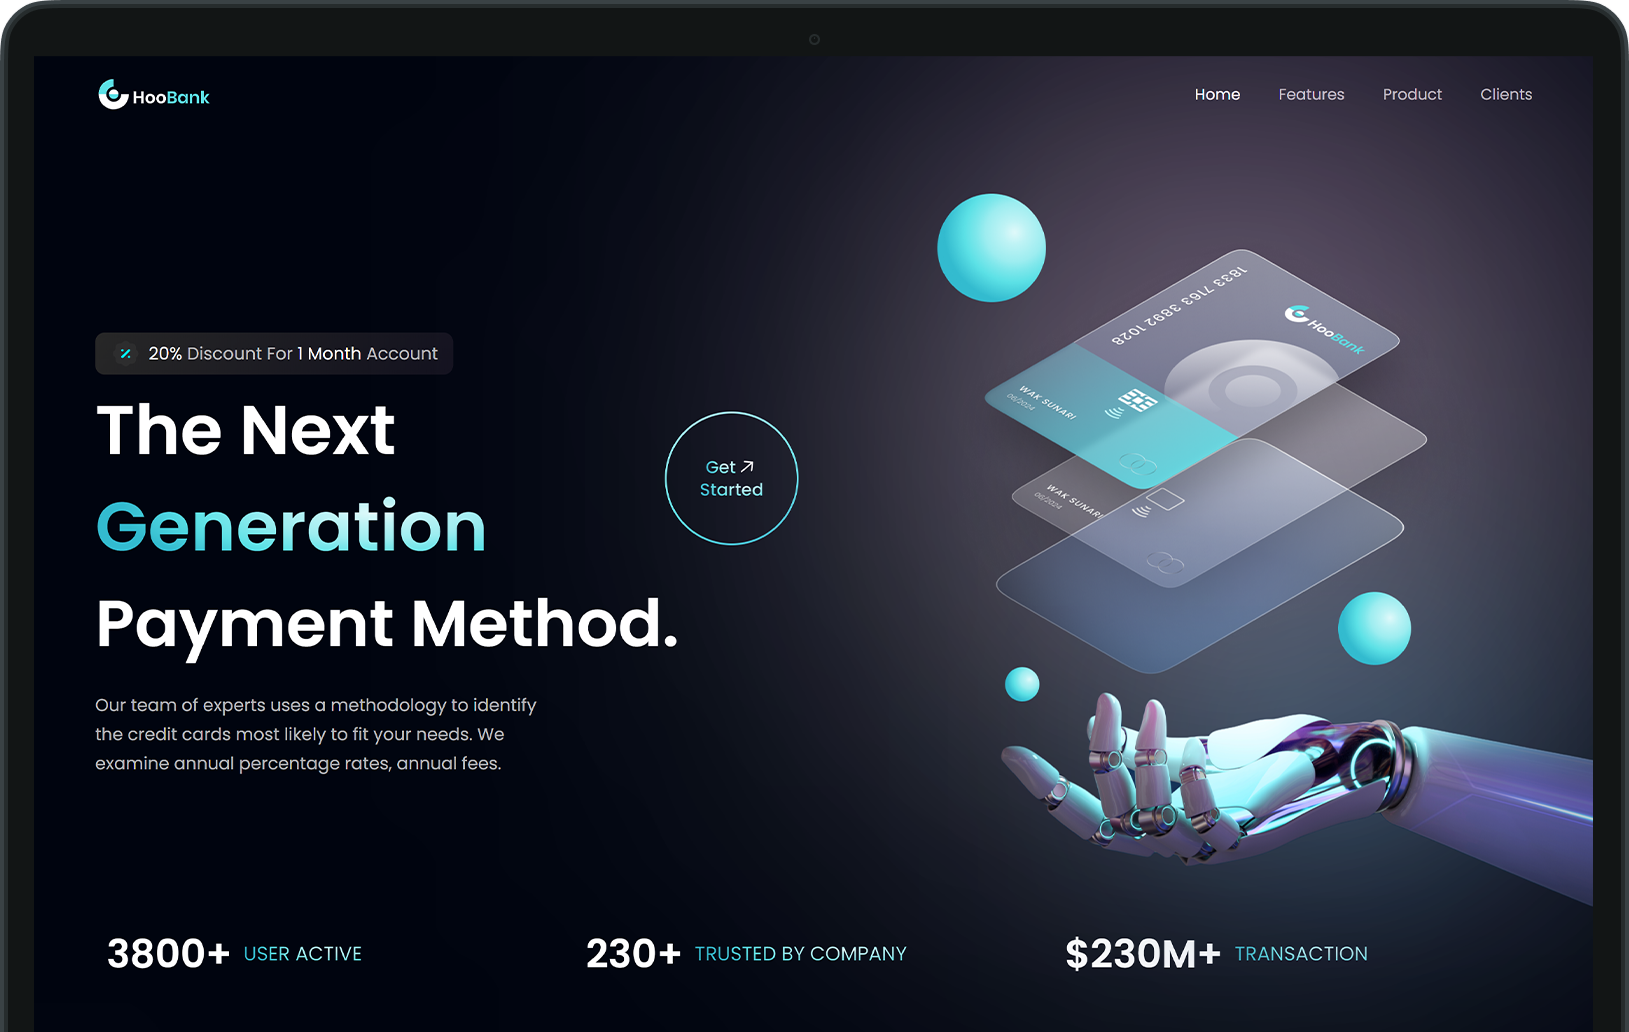 HooBank
Home
Features
Product
Clients
20% Discount For 1 Month Account
The Next
Generation
Payment Method.
Get
Started
Our team of experts uses a methodology to identify
the credit cards most likely to fit your needs. We
examine annual percentage rates, annual fees.
1833 7163 3892 1028
HooBank
WAK SUNARI
06/2024
WAK SUNARI
06/2024
3800+ USER ACTIVE
230+ TRUSTED BY COMPANY
$230M+ TRANSACTION